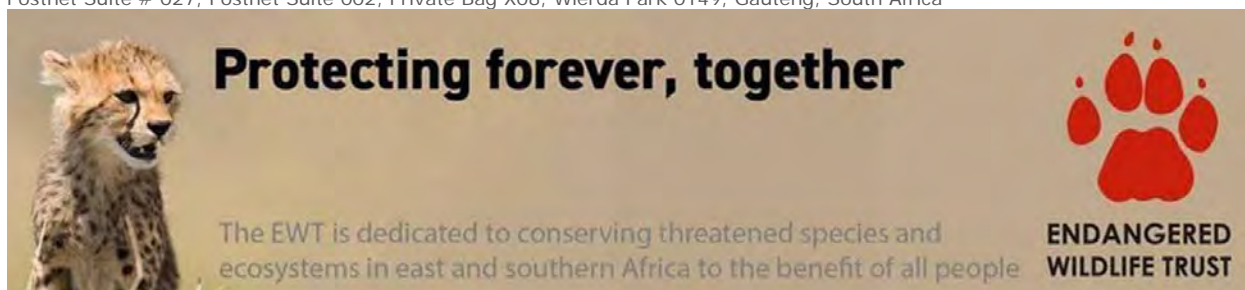 Postnet Suite # 027, Postnet Suite 002, Private Bag X08, Wierda Park 0149, Gauteng, South Africa
Protecting forever, together
The EWT is dedicated to conserving threatened species and
ecosystems in east and southern Africa to the benefit of all people
ENDANGERED
WILDLIFE TRUST